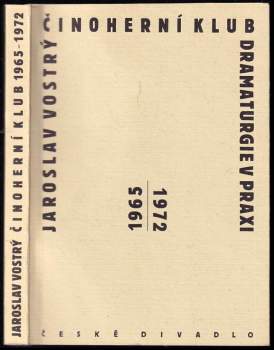 JAROSLAV VOSTRÝ ČINOHERNÍ KLUB 1965-1972
JAROSLAV VOSTRÝ
ČINOHERNÍ KLUB
DRAMATURGIE V PRAXI
1965
1972
ČESKÉ DIVADLO